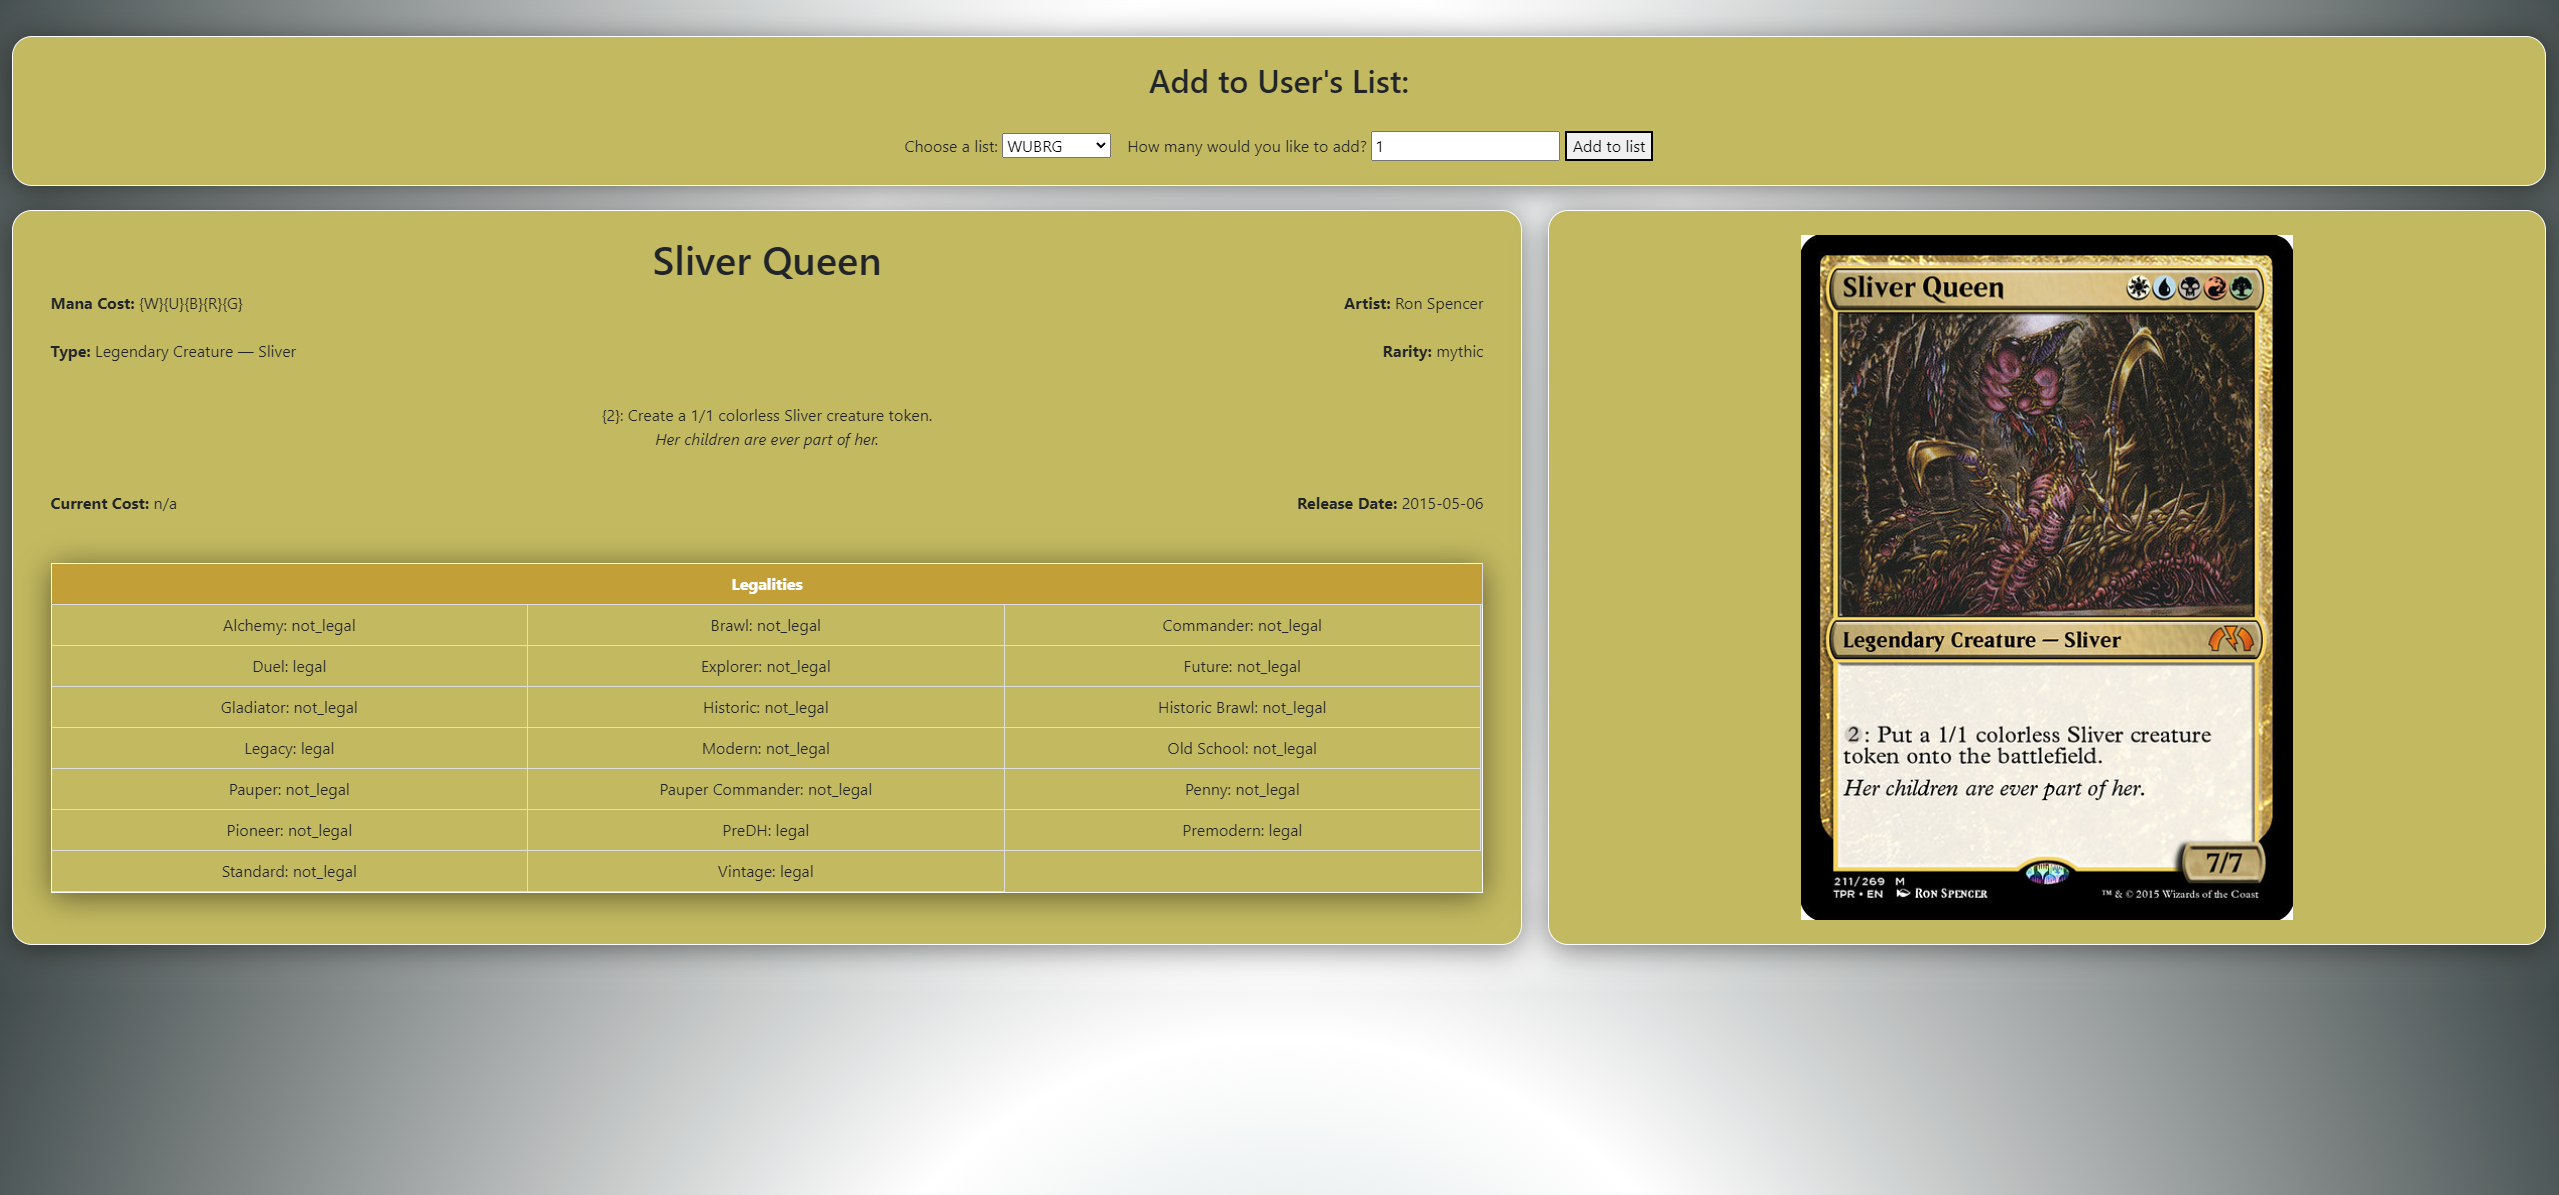 Add to User's List:
Choose a list: WUBRG How many would you like to add? 1 Add to list
Sliver Queen
Mana Cost: {W}{U}{B}{R}{G} Artist: Ron Spencer
Type: Legendary Creature — Sliver Rarity: mythic
{2}: Create a 1/1 colorless Sliver creature token.
Her children are ever part of her.
Current Cost: n/a Release Date: 2015-05-06
Legalities
Alchemy: not_legal Brawl: not_legal Commander: not_legal
Duel: legal Explorer: not_legal Future: not_legal
Gladiator: not_legal Historic: not_legal Historic Brawl: not_legal
Legacy: legal Modern: not_legal Old School: not_legal
Pauper: not_legal Pauper Commander: not_legal Penny: not_legal
Pioneer: not_legal PreDH: legal Premodern: legal
Standard: not_legal Vintage: legal
Sliver Queen
Legendary Creature — Sliver
2: Put a 1/1 colorless Sliver creature
token onto the battlefield.
Her children are ever part of her.
7/7
211/269 M
TPR • EN Ron Spencer ™ & © 2015 Wizards of the Coast